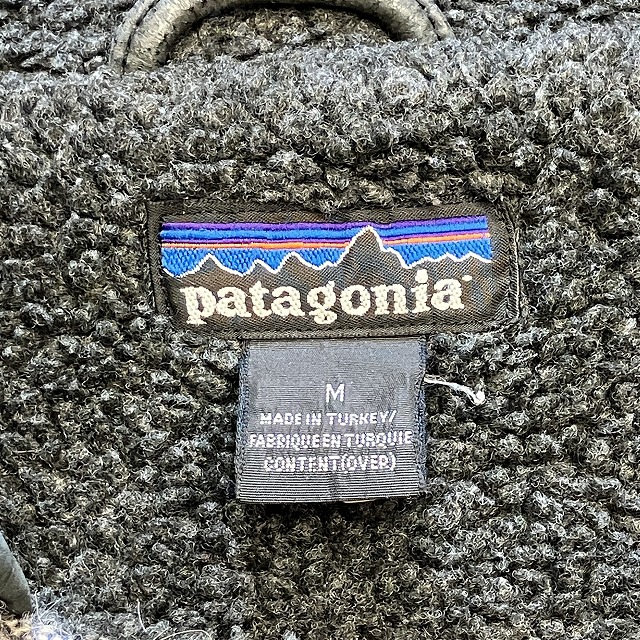 patagonia
M
MADE IN TURKEY/
FABRIQUE EN TURQUIE
CONTENT(OVER)